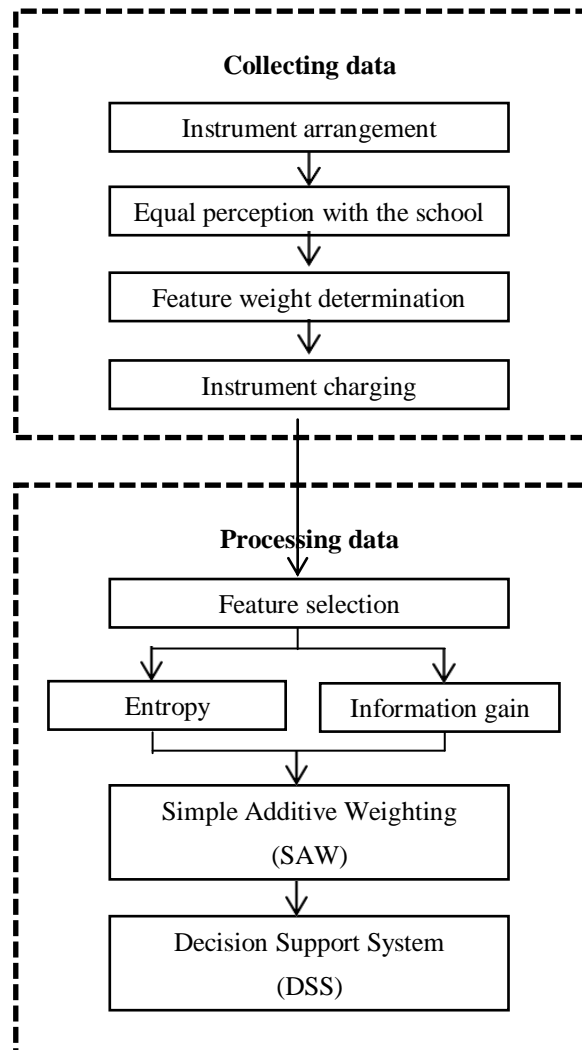 Collecting data
Instrument arrangement
Equal perception with the school
Feature weight determination
Instrument charging
Processing data
Feature selection
Entropy
Information gain
Simple Additive Weighting
(SAW)
Decision Support System
(DSS)